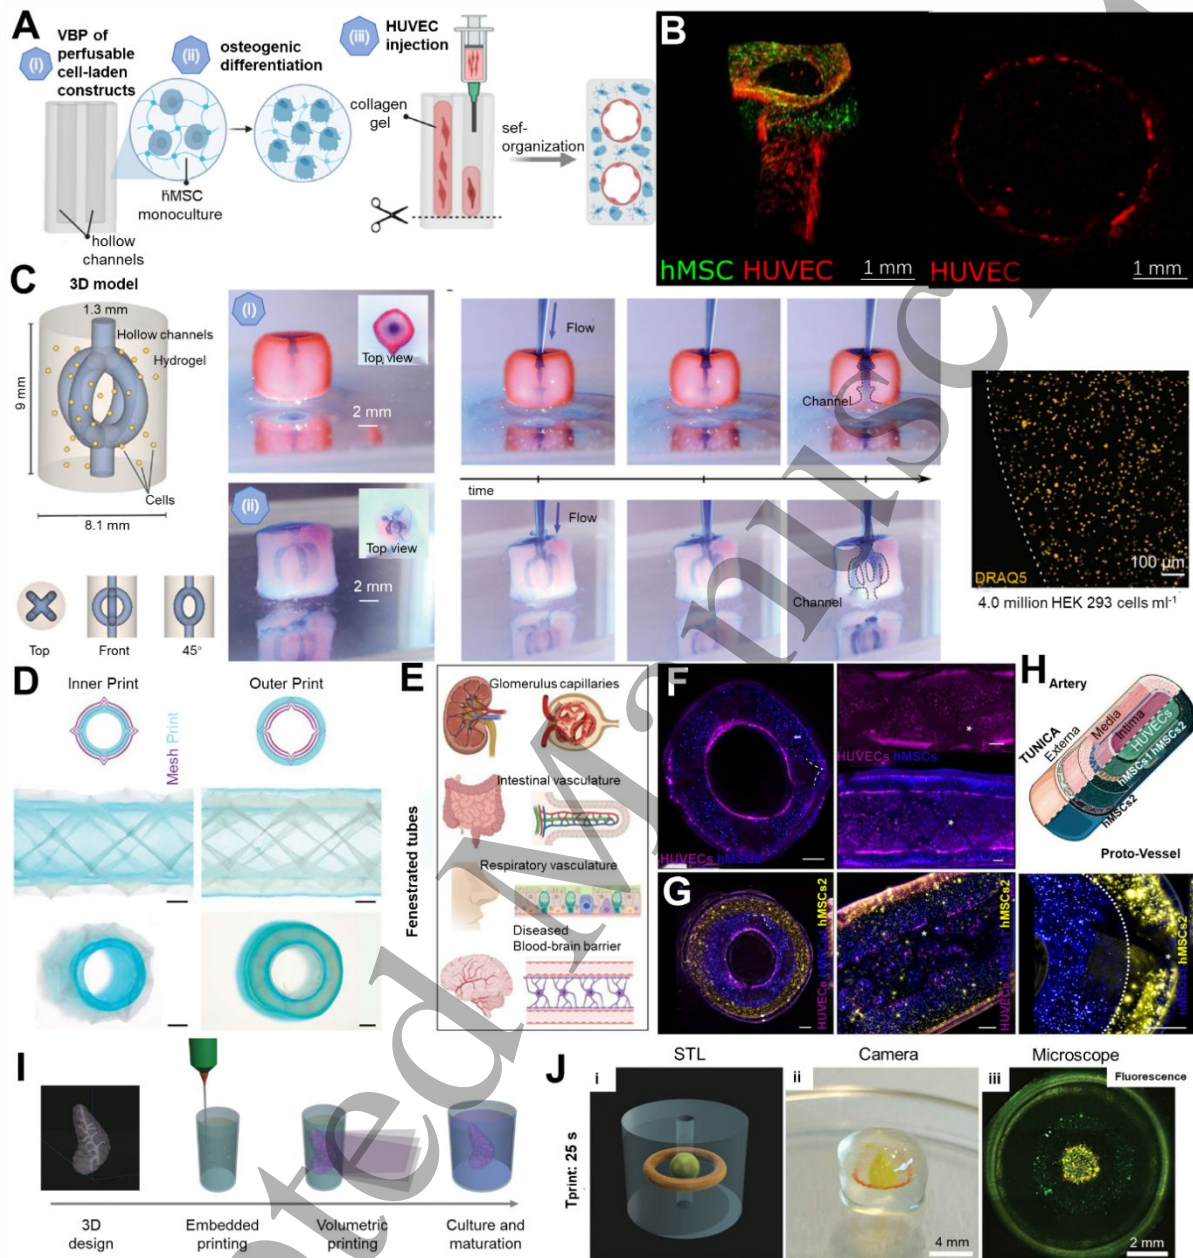 A
(i)
VBP of
perfusable
cell-laden
constructs
(ii)
osteogenic
differentiation
(iii)
HUVEC
injection
collagen
gel
sef-
organization
hMSC
monoculture
hollow
channels
B
hMSC HUVEC
1 mm
HUVEC
1 mm
C
3D model
1.3 mm
Hollow channels
Hydrogel
9 mm
Cells
8.1 mm
Top
Front
45°
(i)
Top view
2 mm
(ii)
Top view
2 mm
Flow
Channel
time
Flow
Channel
DRAQ5
100 µm
4.0 million HEK 293 cells ml-1
D
Inner Print
Outer Print
Mesh Print
E
Fenestrated tubes
Glomerulus capillaries
Intestinal vasculature
Respiratory vasculature
Diseased
Blood-brain barrier
F
HUVECs hMSCs
HUVECs hMSCs
*
*
G
HUVECs
hMSCs2
*
hMSCs2
*
hMSCs2
H
Artery
TUNICA
Externa
Media
Intima
HUVECs
hMSCs1 hMSCs2
hMSCs2
Proto-Vessel
I
3D
design
Embedded
printing
Volumetric
printing
Culture and
maturation
J
Tprint: 25 s
STL
i
Camera
ii
4 mm
Microscope
iii
Fluorescence
2 mm